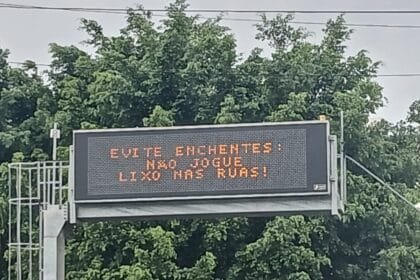 EVITE ENCHENTES:
NÃO JOGUE
LIXO NAS RUAS!